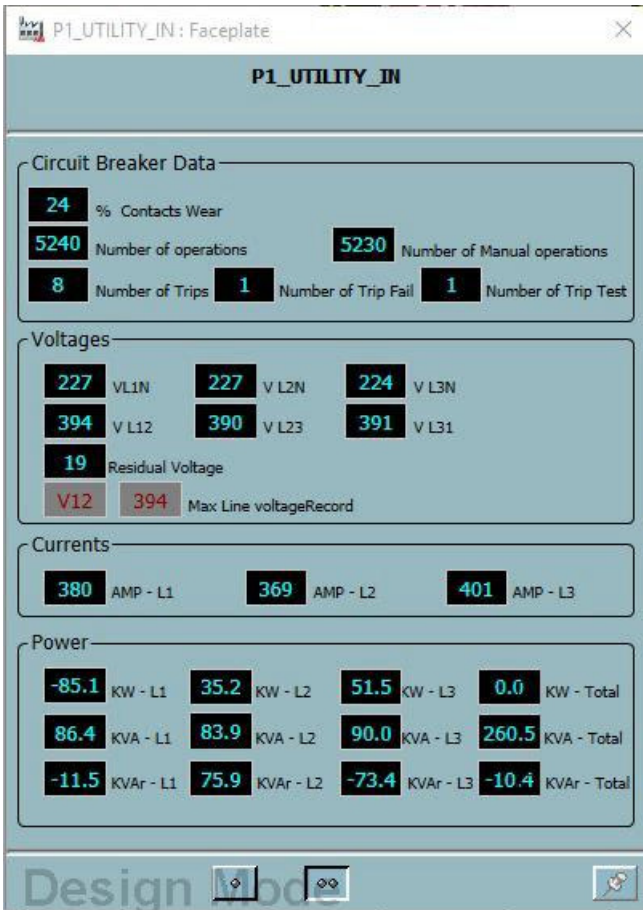 P1_UTILITY_IN : Faceplate
P1_UTILITY_IN
Circuit Breaker Data
24 % Contacts Wear
5240 Number of operations 5230 Number of Manual operations
8 Number of Trips 1 Number of Trip Fail 1 Number of Trip Test
Voltages
227 VL1N 227 V L2N 224 V L3N
394 V L12 390 V L23 391 V L31
19 Residual Voltage
V12 394 Max Line voltageRecord
Currents
380 AMP - L1 369 AMP - L2 401 AMP - L3
Power
-85.1 KW - L1 35.2 KW - L2 51.5 KW - L3 0.0 KW - Total
86.4 KVA - L1 83.9 KVA - L2 90.0 KVA - L3 260.5 KVA - Total
-11.5 KVAr - L1 75.9 KVAr - L2 -73.4 KVAr - L3 -10.4 KVAr - Total
Design Mode